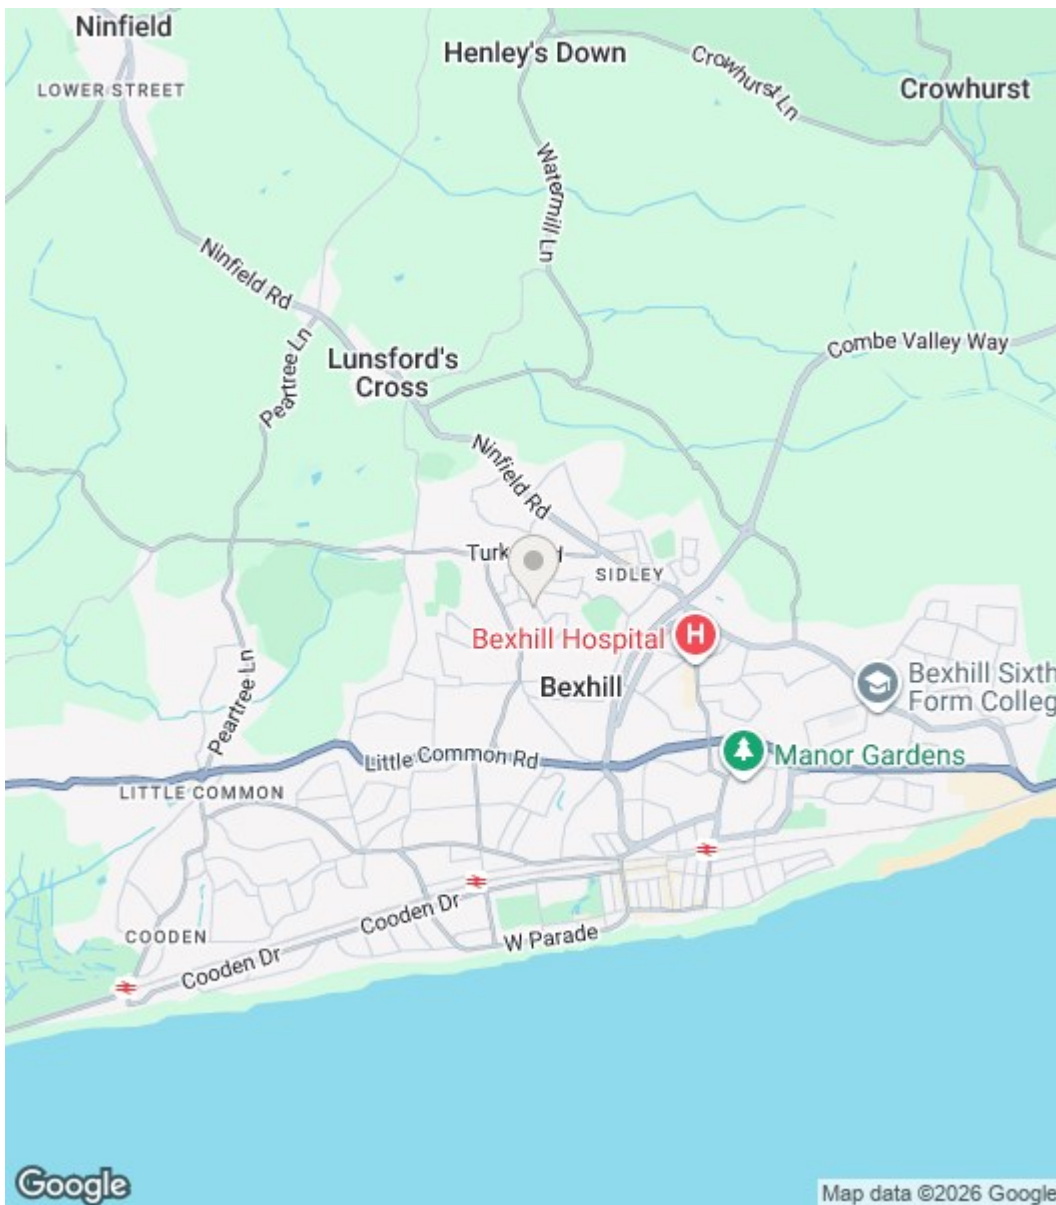 Ninfield
Henley's Down
Crowhurst Ln
Crowhurst
LOWER STREET
Watermill Ln
Ninfield Rd
Combe Valley Way
Lunsford's
Cross
Peartree Ln
Ninfield Rd
SIDLEY
Bexhill Hospital
H
Bexhill Sixth
Form College
Bexhill
Peartree Ln
Little Common Rd
Manor Gardens
LITTLE COMMON
Cooden Dr
W Parade
COODEN
Cooden Dr
Google
Map data ©2026 Google